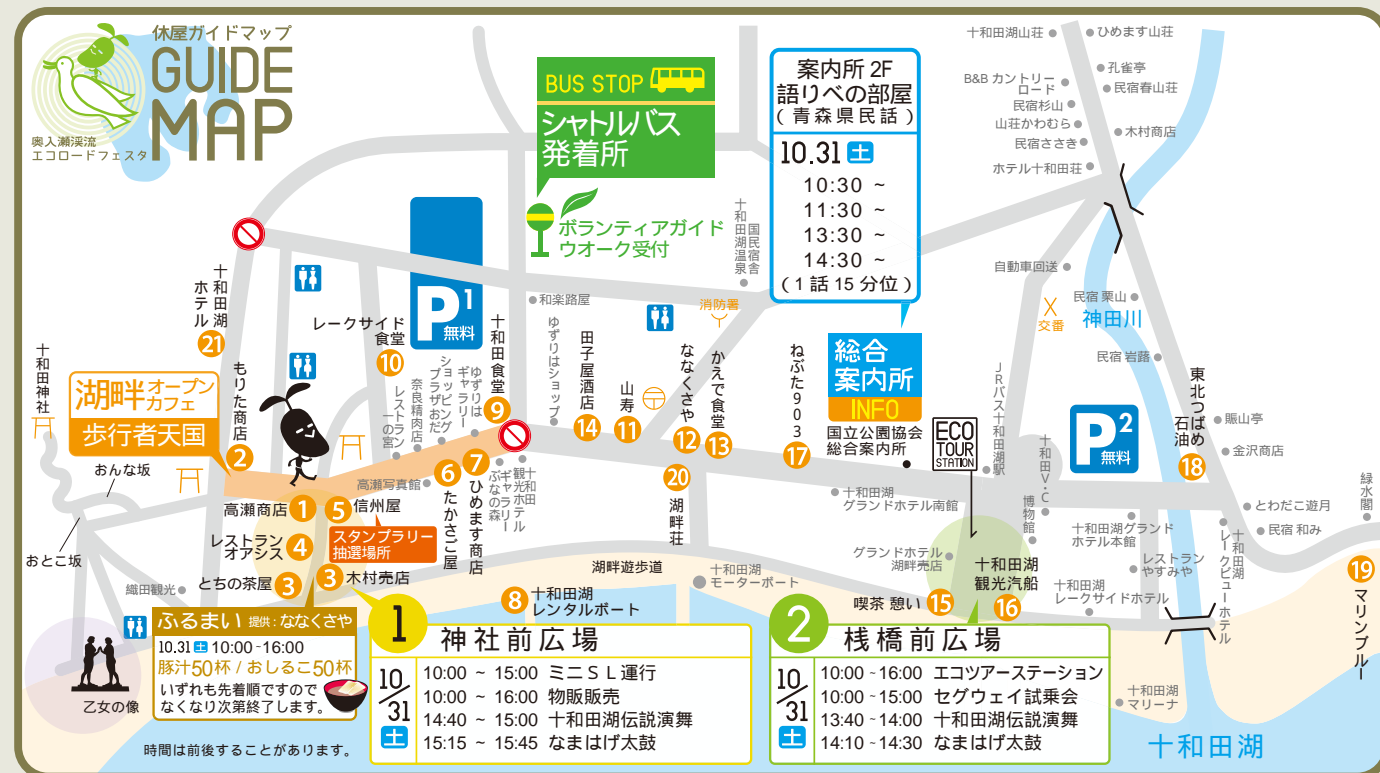 休屋ガイドマップ
GUIDE
MAP
奥入瀬渓流
エコロードフェスタ
BUS STOP
シャトルバス
発着所
ボランティアガイド
ウオーク受付
案内所 2F
語りべの部屋
( 青森県民話 )
10.31 土
10:30 ~
11:30 ~
13:30 ~
14:30 ~
( 1 話 15 分位 )
総合
案内所
INFO
国立公園協会
総合案内所
ECO
TOUR
STATION
十和田湖山荘
ひめます山荘
孔雀亭
B&B カントリー
ロード
民宿春山荘
民宿杉山
山荘かわむら
木村商店
民宿ささき
ホテル十和田荘
自動車回送
民宿 栗山
神田川
交番
民宿 岩蕗
国民宿舎
十和田湖温泉
消防署
和楽路屋
P1
無料
P2
無料
十和田湖
ホテル
21
レークサイド
食堂
10
十和田食堂
9
ゆずりは
ギャラリー
ショッピング
プラザおだ
奈良精肉店
レストラン
一の宮
ゆずりはショップ
田子屋酒店
14
山寿
11
ななくさや
12
かえで食堂
13
ねぶた903
17
JRバス十和田湖駅
十和田V・C
東北つばめ
石油
18
賑山亭
金沢商店
とわだこ遊月
民宿 和み
緑水閣
十和田神社
湖畔 オープン
カフェ
歩行者天国
もりた商店
2
おんな坂
おとこ坂
高瀬商店 1
5 信州屋
高瀬写真館
6
たかさご屋
7
ひめます商店
ぶなの森
ギャラリー
十和田
観光ホテル
スタンプラリー
抽選場所
レストラン
オアシス 4
とちの茶屋 3
3 木村売店
織田観光
20
湖畔荘
湖畔遊歩道
8 十和田湖
レンタルボート
十和田湖
モーターボート
十和田湖
グランドホテル南館
グランドホテル
湖畔売店
博物館
十和田湖
観光汽船
16
喫茶 憩い 15
十和田湖グランド
ホテル本館
レストラン
やすみや
十和田湖
レークサイドホテル
十和田湖
レークビューホテル
19
マリンブルー
十和田湖
マリーナ
十和田湖
乙女の像
ふるまい 提供：ななくさや
10.31 土 10:00-16:00
豚汁50杯 / おしるこ50杯
いずれも先着順ですので
なくなり次第終了します。
時間は前後することがあります。
1
神社前広場
10/31 土
10:00 ~ 15:00 ミニＳＬ運行
10:00 ~ 16:00 物販販売
14:40 ~ 15:00 十和田湖伝説演舞
15:15 ~ 15:45 なまはげ太鼓
2
桟橋前広場
10/31 土
10:00 - 16:00 エコツアーステーション
10:00 - 15:00 セグウェイ試乗会
13:40 - 14:00 十和田湖伝説演舞
14:10 - 14:30 なまはげ太鼓